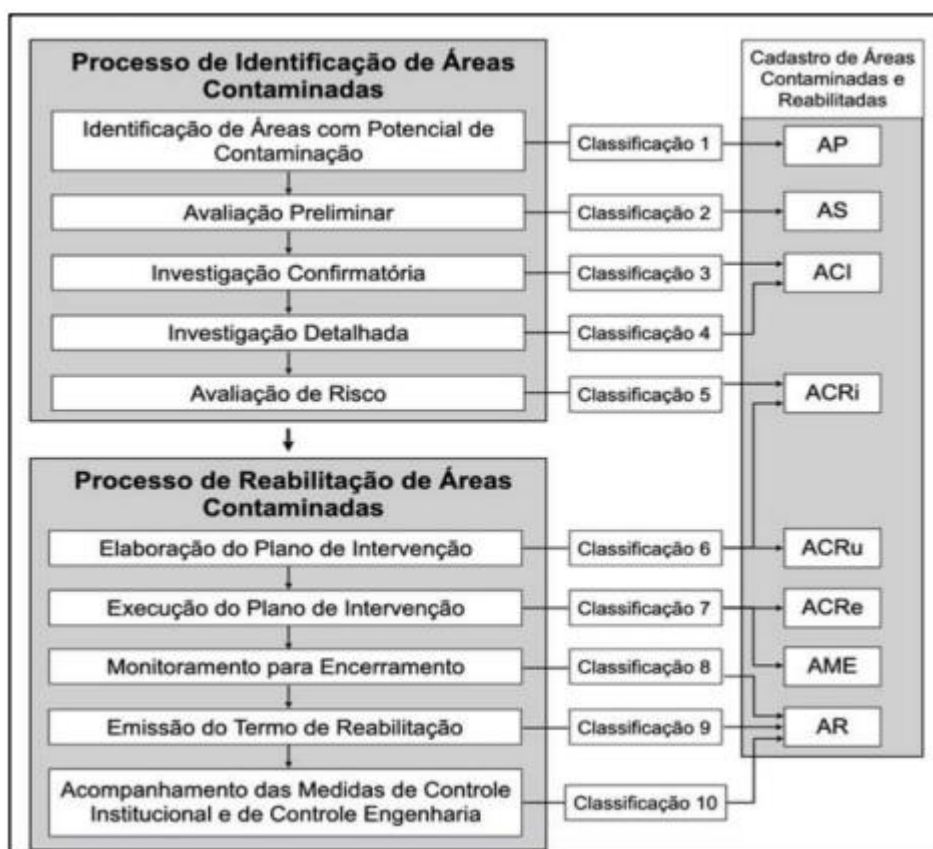 Processo de Identificação de Áreas
Contaminadas
Cadastro de Áreas
Contaminadas e
Reabilitadas
Identificação de Áreas com Potencial de
Contaminação
Classificação 1
AP
Avaliação Preliminar
Classificação 2
AS
Investigação Confirmatória
Classificação 3
ACI
Investigação Detalhada
Classificação 4
Avaliação de Risco
Classificação 5
ACRi
Processo de Reabilitação de Áreas
Contaminadas
Elaboração do Plano de Intervenção
Classificação 6
ACRu
Execução do Plano de Intervenção
Classificação 7
ACRe
Monitoramento para Encerramento
Classificação 8
AME
Emissão do Termo de Reabilitação
Classificação 9
AR
Acompanhamento das Medidas de Controle
Institucional e de Controle Engenharia
Classificação 10